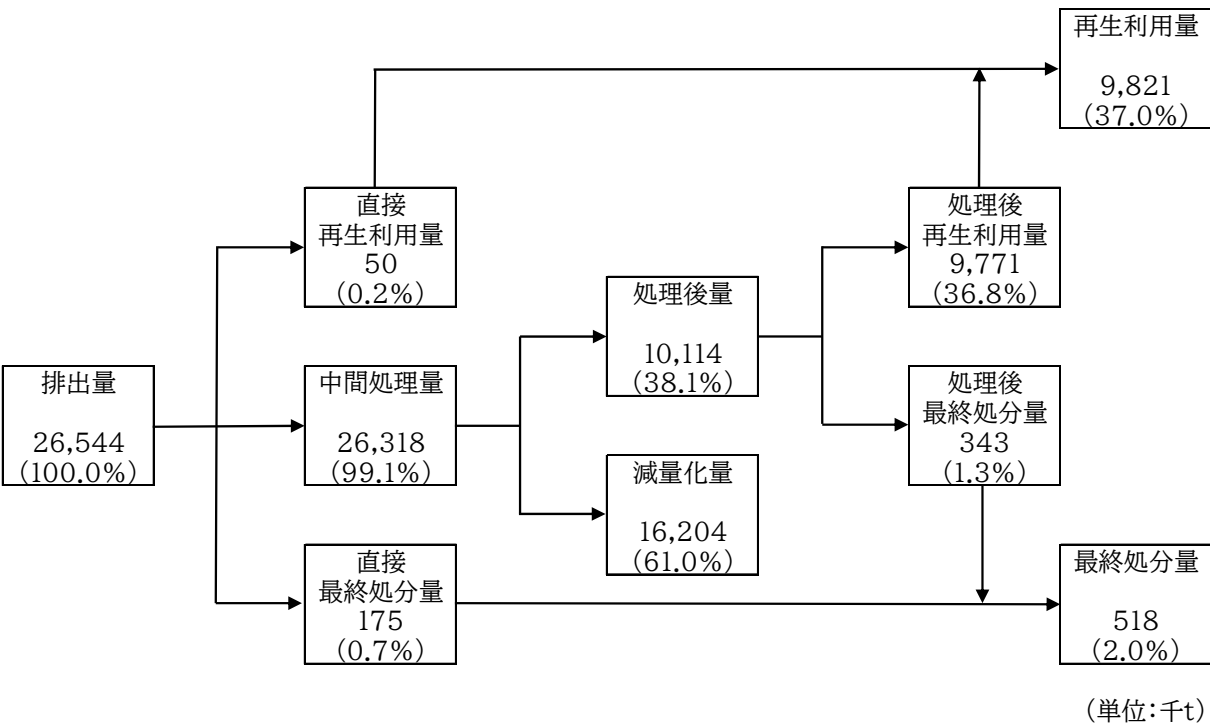 再生利用量
9,821
(37.0%)
直接
再生利用量
50
(0.2%)
処理後
再生利用量
9,771
(36.8%)
処理後量
10,114
(38.1%)
排出量
26,544
(100.0%)
中間処理量
26,318
(99.1%)
処理後
最終処分量
343
(1.3%)
減量化量
16,204
(61.0%)
直接
最終処分量
175
(0.7%)
最終処分量
518
(2.0%)
(単位:千t)